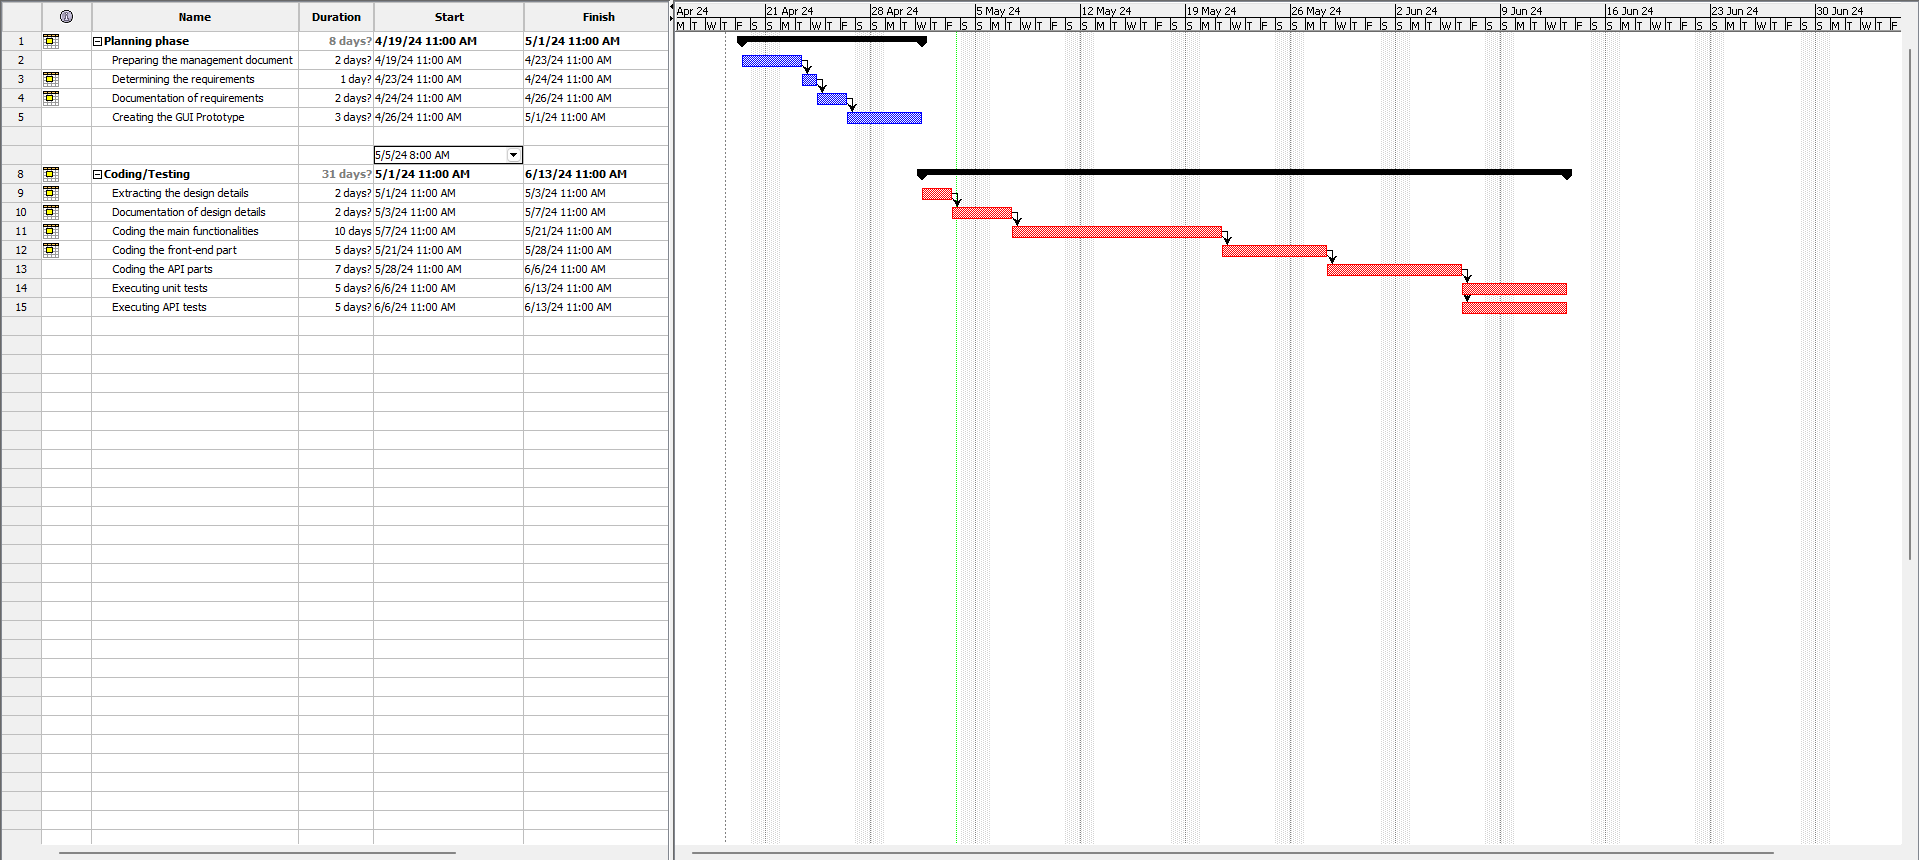 Name Duration Start Finish
1 Planning phase 8 days? 4/19/24 11:00 AM 5/1/24 11:00 AM
2 Preparing the management document 2 days? 4/19/24 11:00 AM 4/23/24 11:00 AM
3 Determining the requirements 1 day? 4/23/24 11:00 AM 4/24/24 11:00 AM
4 Documentation of requirements 2 days? 4/24/24 11:00 AM 4/26/24 11:00 AM
5 Creating the GUI Prototype 3 days? 4/26/24 11:00 AM 5/1/24 11:00 AM
5/5/24 8:00 AM
8 Coding/Testing 31 days? 5/1/24 11:00 AM 6/13/24 11:00 AM
9 Extracting the design details 2 days? 5/1/24 11:00 AM 5/3/24 11:00 AM
10 Documentation of design details 2 days? 5/3/24 11:00 AM 5/7/24 11:00 AM
11 Coding the main functionalities 10 days 5/7/24 11:00 AM 5/21/24 11:00 AM
12 Coding the front-end part 5 days? 5/21/24 11:00 AM 5/28/24 11:00 AM
13 Coding the API parts 7 days? 5/28/24 11:00 AM 6/6/24 11:00 AM
14 Executing unit tests 5 days? 6/6/24 11:00 AM 6/13/24 11:00 AM
15 Executing API tests 5 days? 6/6/24 11:00 AM 6/13/24 11:00 AM
Apr 24 21 Apr 24 28 Apr 24 5 May 24 12 May 24 19 May 24 26 May 24 2 Jun 24 9 Jun 24 16 Jun 24 23 Jun 24 30 Jun 24
M T W T F S S M T W T F S S M T W T F S S M T W T F S S M T W T F S S M T W T F S S M T W T F S S M T W T F S S M T W T F S S M T W T F S S M T W T F S S M T W T F